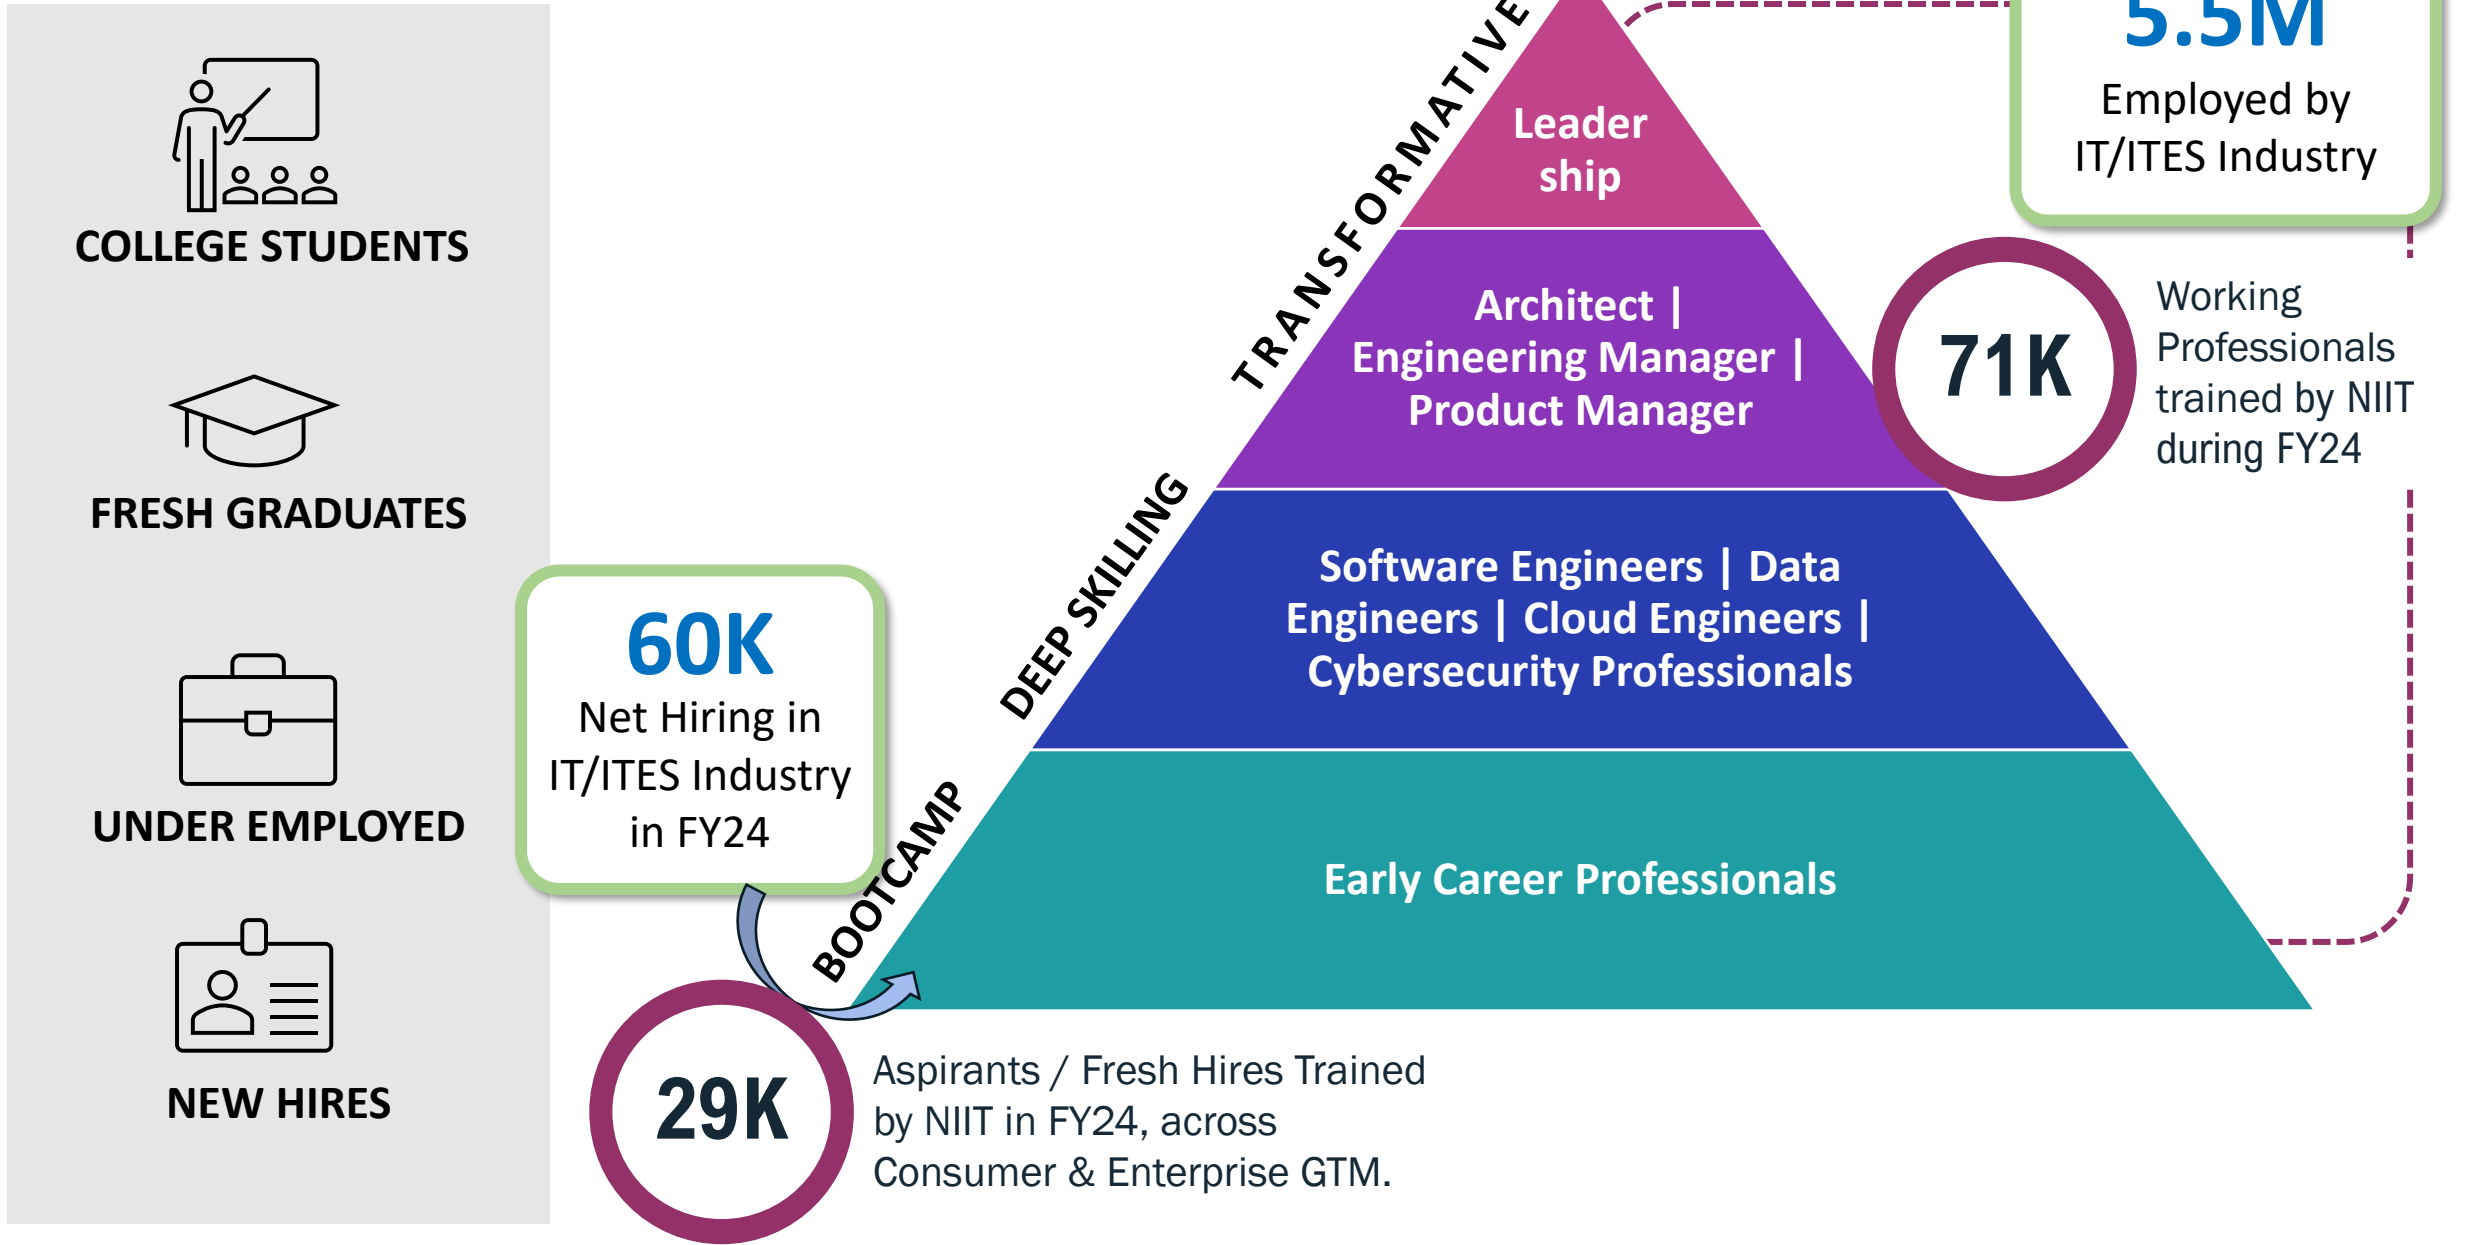 COLLEGE STUDENTS
FRESH GRADUATES
UNDER EMPLOYED
NEW HIRES
60K
Net Hiring in
IT/ITES Industry
in FY24
29K
Aspirants / Fresh Hires Trained
by NIIT in FY24, across
Consumer & Enterprise GTM.
BOOTCAMP
DEEP SKILLING
TRANSFORMATIVE
Leader
ship
Architect |
Engineering Manager |
Product Manager
Software Engineers | Data
Engineers | Cloud Engineers |
Cybersecurity Professionals
Early Career Professionals
5.5M
Employed by
IT/ITES Industry
71K
Working
Professionals
trained by NIIT
during FY24